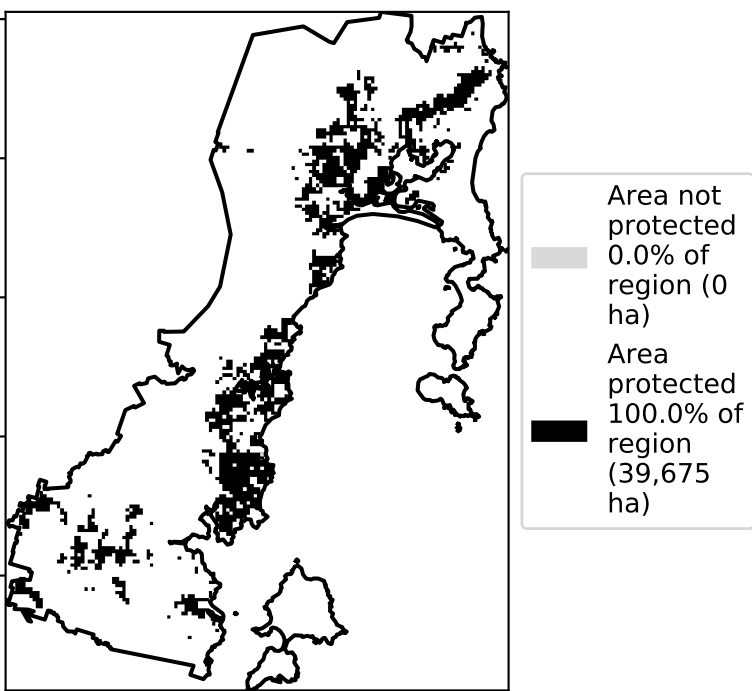 Area not
protected
0.0% of
region (0
ha)
Area
protected
100.0% of
region
(39,675
ha)